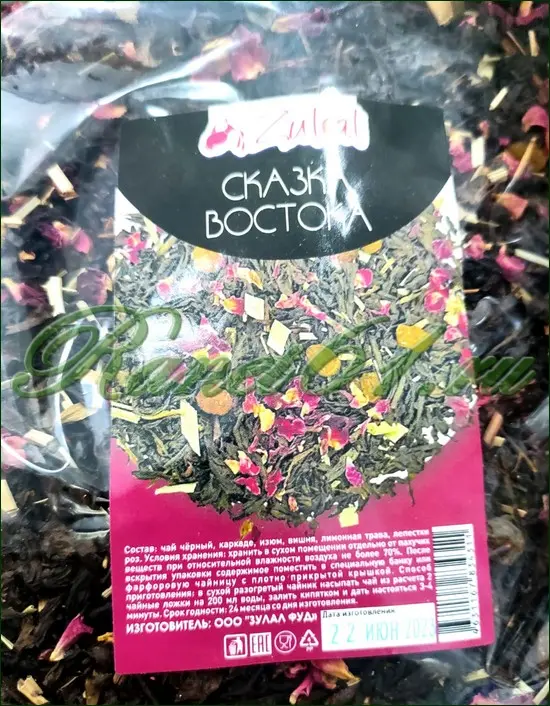 Zulal
СКАЗКА
ВОСТОКА
Состав: чай чёрный, каркаде, изюм, вишня, лимонная трава, лепестки
роз. Условия хранения: хранить в сухом помещении отдельно от пахучих
веществ при относительной влажности воздуха не более 70%. После
вскрытия упаковки содержимое поместить в специальную банку или
фарфоровую чайницу с плотно прикрытой крышкой. Способ
приготовления: в сухой разогретый чайник насыпать чай из расчета 2
чайные ложки на 200 мл воды, залить кипятком и дать настояться 3-4
минуты. Срок годности: 24 месяца со дня изготовления.
ИЗГОТОВИТЕЛЬ: ООО "ЗУЛАЛ ФУД"
Дата изготовления
22 ИЮН
EAC